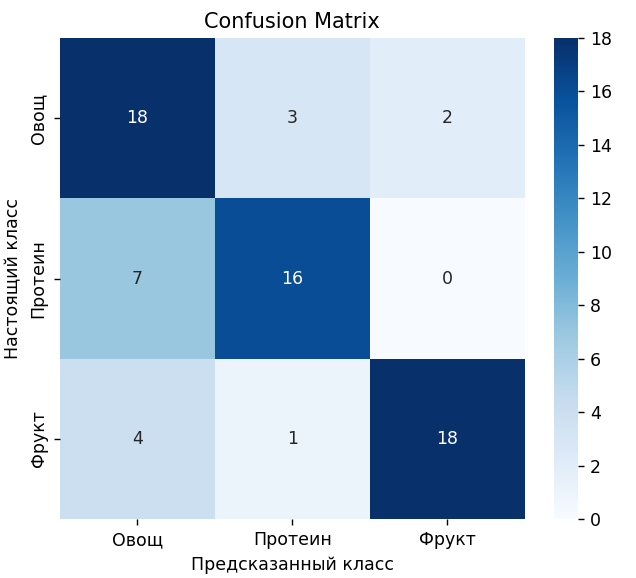 Confusion Matrix
Настоящий класс
Овощ
18
3
2
Протеин
7
16
0
Фрукт
4
1
18
Овощ
Протеин
Фрукт
Предсказанный класс
18
16
14
12
10
8
6
4
2
0